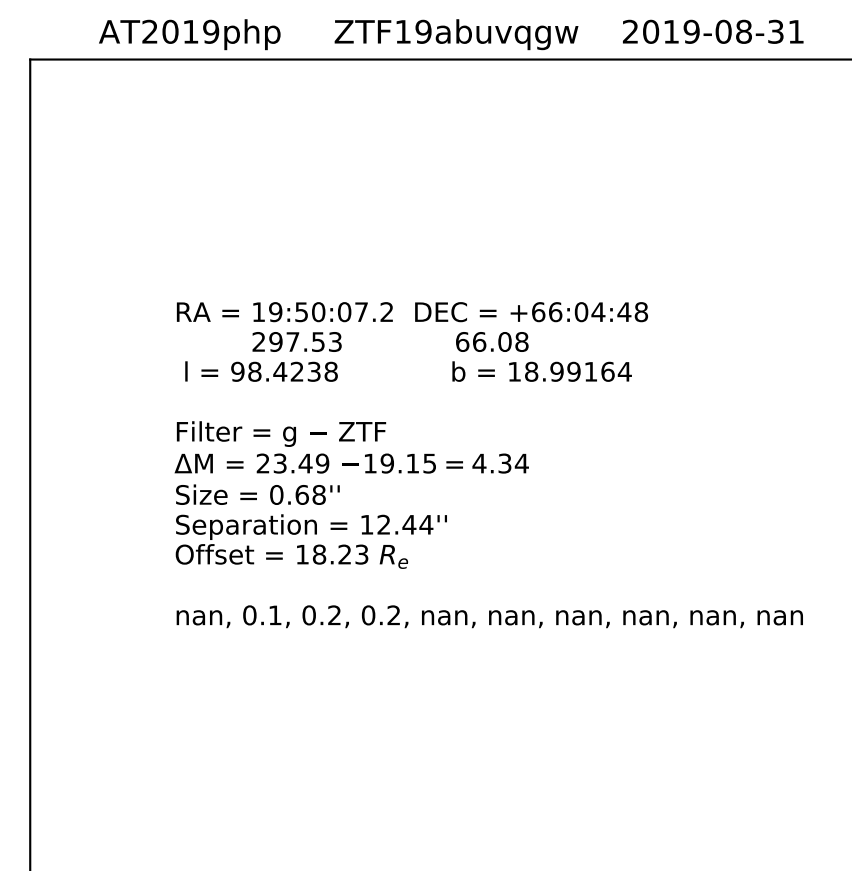 AT2019php ZTF19abuvqgw 2019-08-31
RA = 19:50:07.2 DEC = +66:04:48
297.53 66.08
l = 98.4238 b = 18.99164
Filter = g − ZTF
ΔM = 23.49 −19.15 = 4.34
Size = 0.68''
Separation = 12.44''
Offset = 18.23 Rₑ
nan, 0.1, 0.2, 0.2, nan, nan, nan, nan, nan, nan